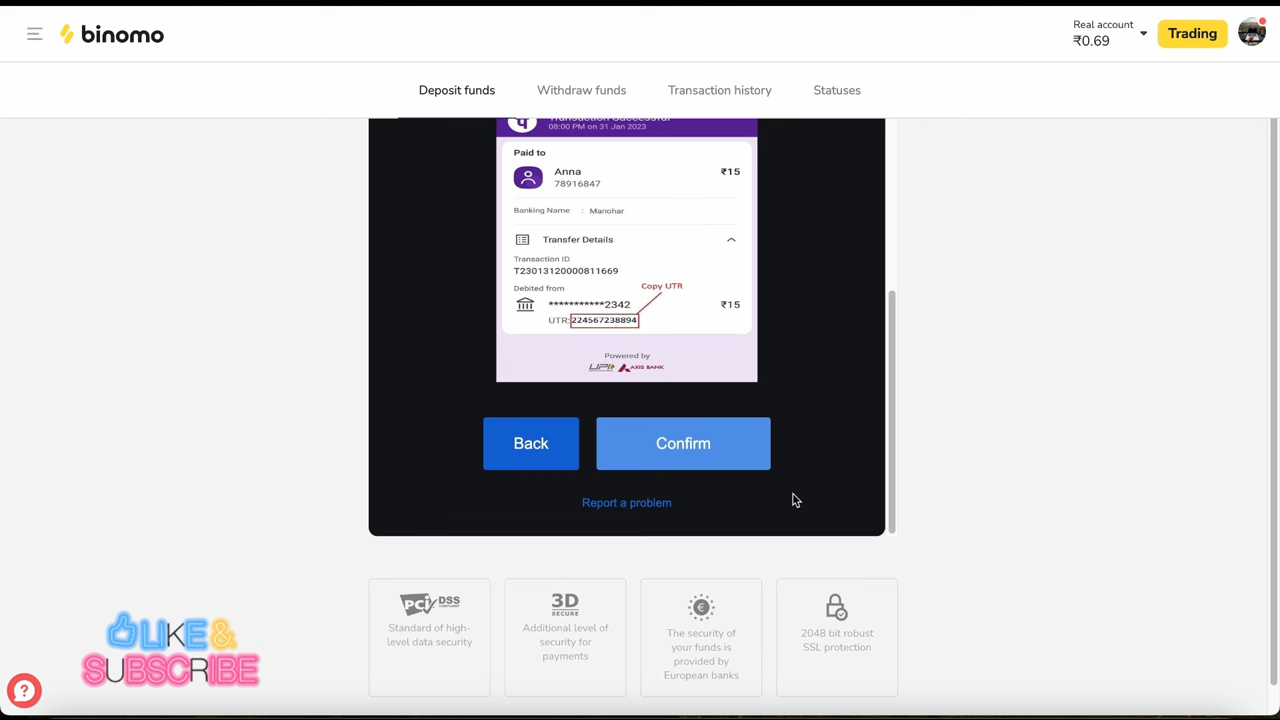 binomo
Real account
₹0.69
Trading
Deposit funds
Withdraw funds
Transaction history
Statuses
Transaction Successful
08:00 PM on 31 Jan 2023
Paid to
Anna
₹15
78916847
Banking Name : Manohar
Transfer Details
Transaction ID
T23013120000811669
Debited from
Copy UTR
***********2342
₹15
UTR: 224567238894
Powered by
UPI AXIS BANK
Back
Confirm
Report a problem
PCI DSS
COMPLIANT
Standard of high-
level data security
3D
SECURE
Additional level of
security for
payments
The security of
your funds is
provided by
European banks
2048 bit robust
SSL protection
LIKE &
SUBSCRIBE